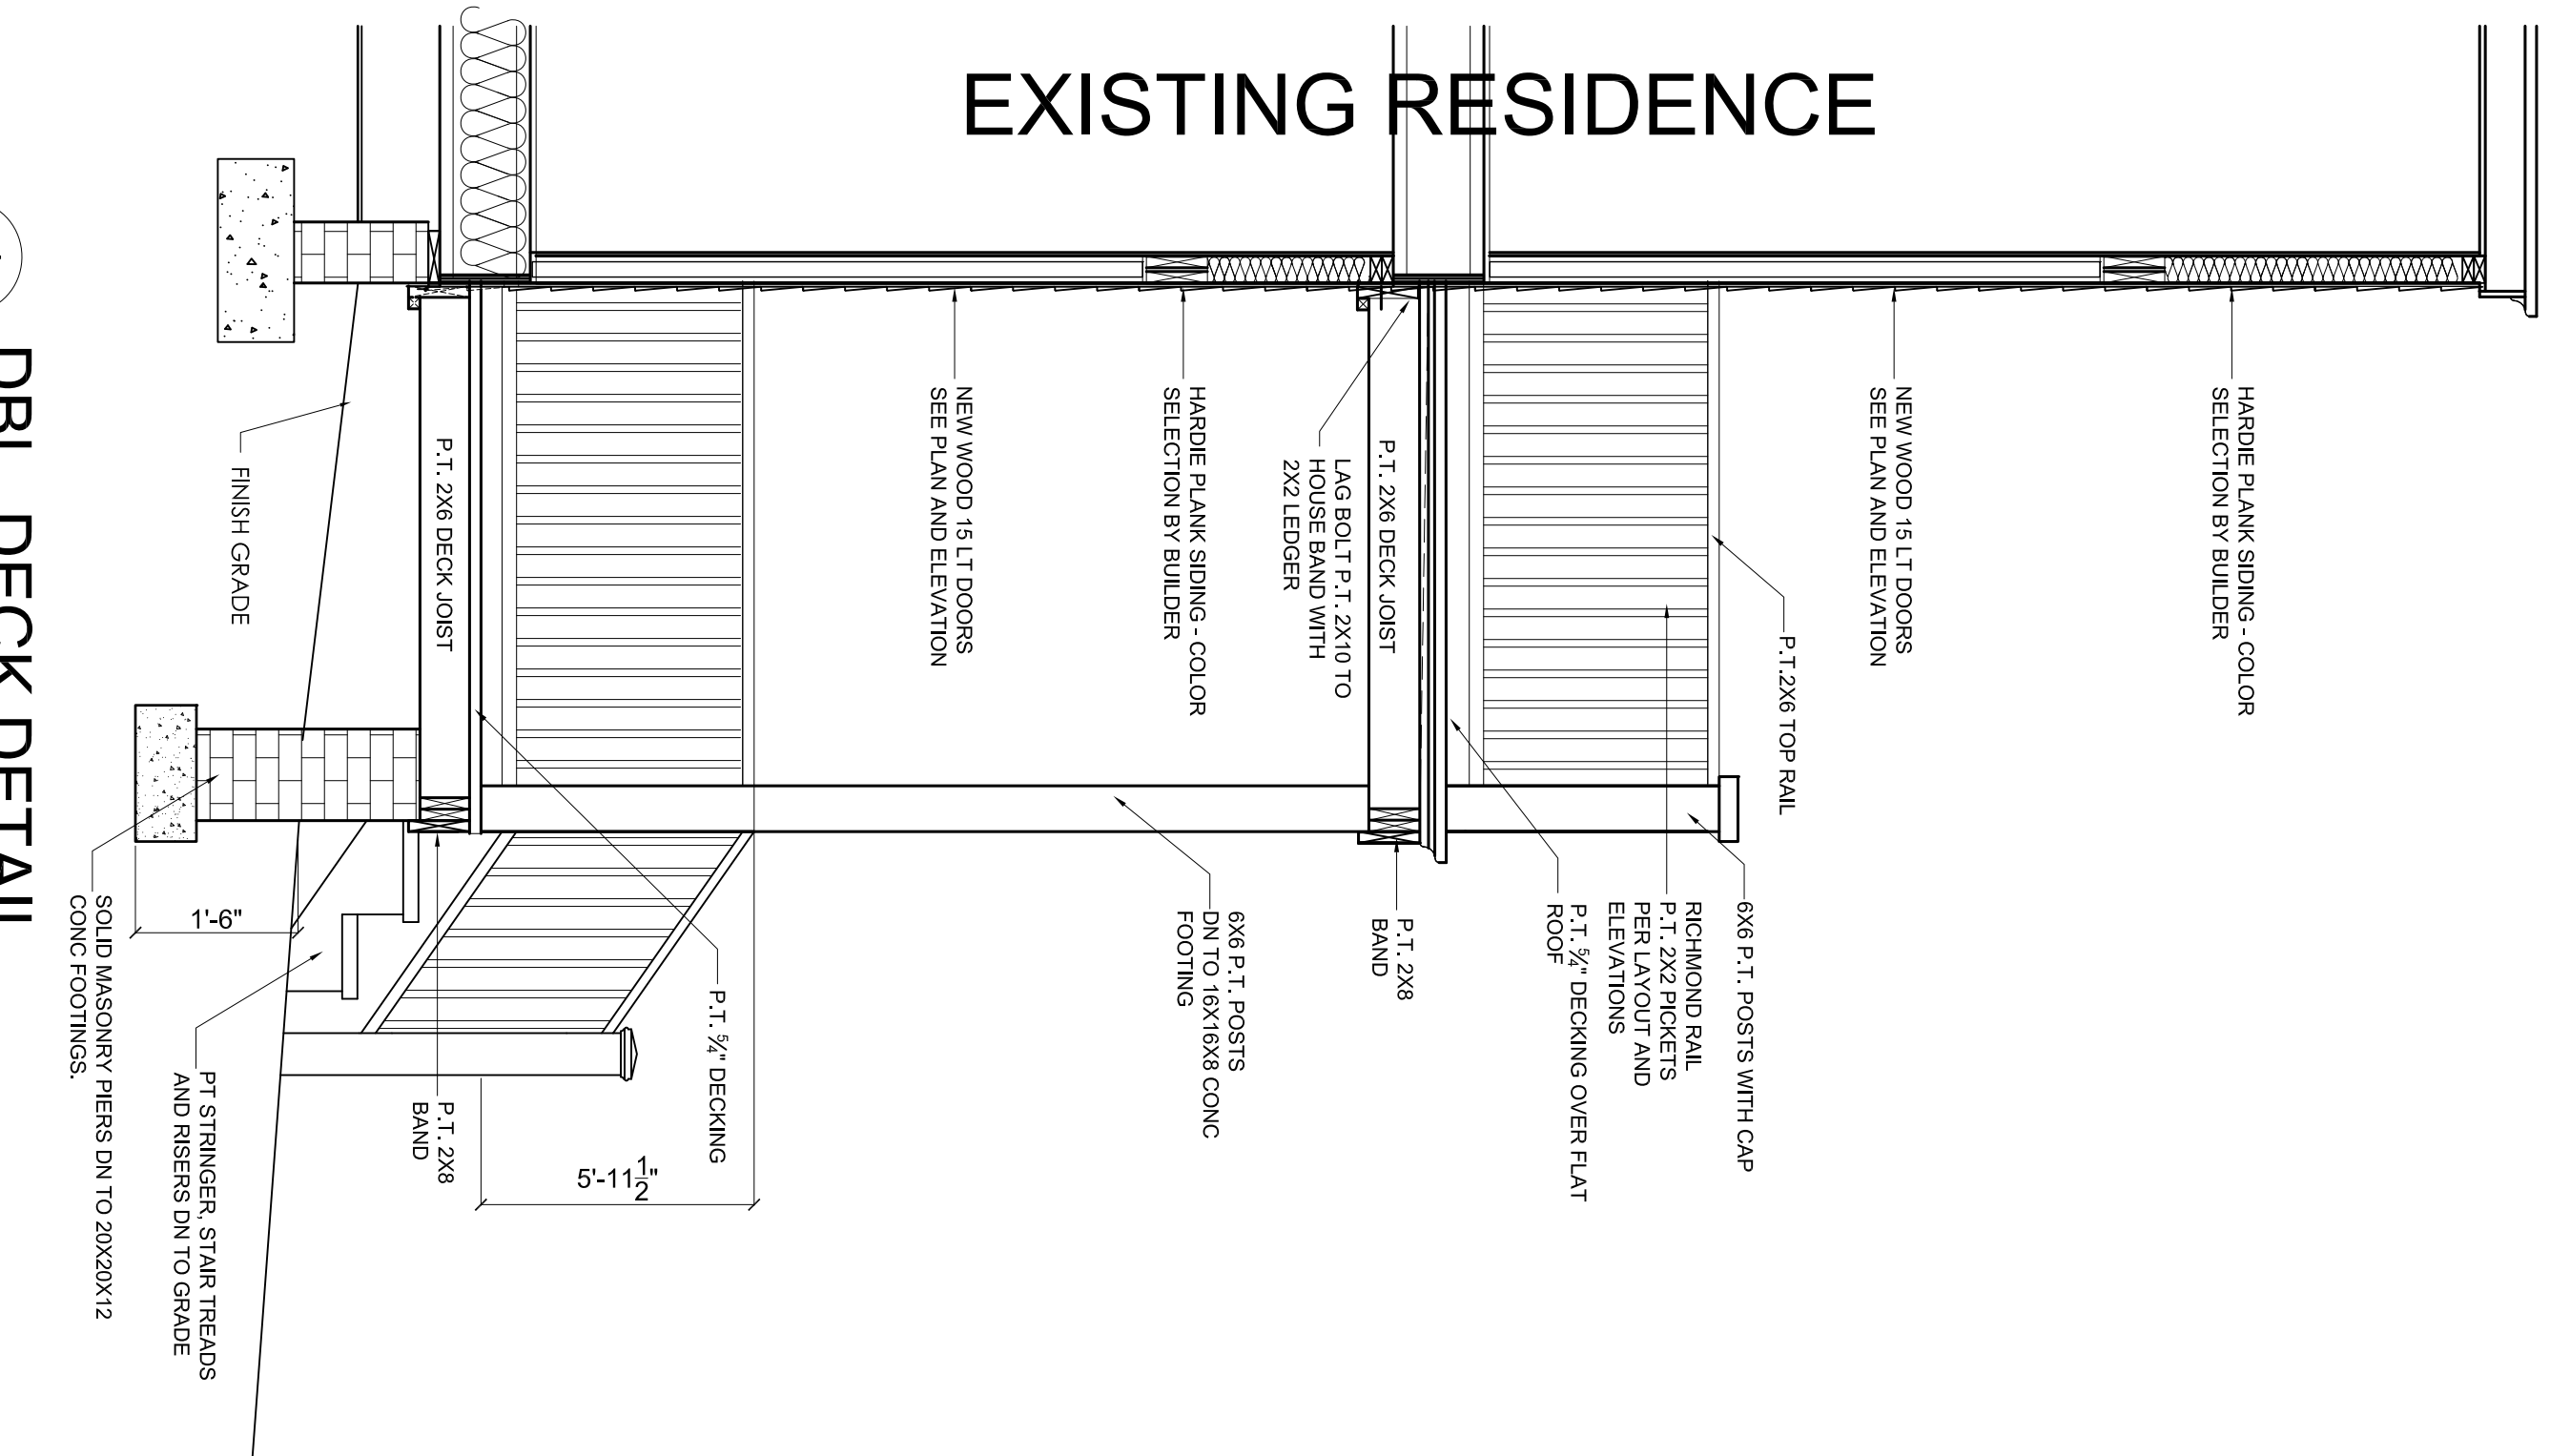 EXISTING RESIDENCE
HARDIE PLANK SIDING - COLOR
SELECTION BY BUILDER
NEW WOOD 15 LT DOORS
SEE PLAN AND ELEVATION
P.T.2X6 TOP RAIL
6X6 P.T. POSTS WITH CAP
RICHMOND RAIL
P.T. 2X2 PICKETS
PER LAYOUT AND
ELEVATIONS
P.T. 5/4" DECKING OVER FLAT
ROOF
P.T. 2X6 DECK JOIST
P.T. 2X8
BAND
LAG BOLT P.T. 2X10 TO
HOUSE BAND WITH
2X2 LEDGER
6X6 P.T. POSTS
DN TO 16X16X8 CONC
FOOTING
HARDIE PLANK SIDING - COLOR
SELECTION BY BUILDER
NEW WOOD 15 LT DOORS
SEE PLAN AND ELEVATION
P.T. 5/4" DECKING
5'-11 1/2"
P.T. 2X6 DECK JOIST
P.T. 2X8
BAND
FINISH GRADE
1'-6"
PT STRINGER, STAIR TREADS
AND RISERS DN TO GRADE
SOLID MASONRY PIERS DN TO 20X20X12
CONC FOOTINGS.
DBL DECK DETAIL